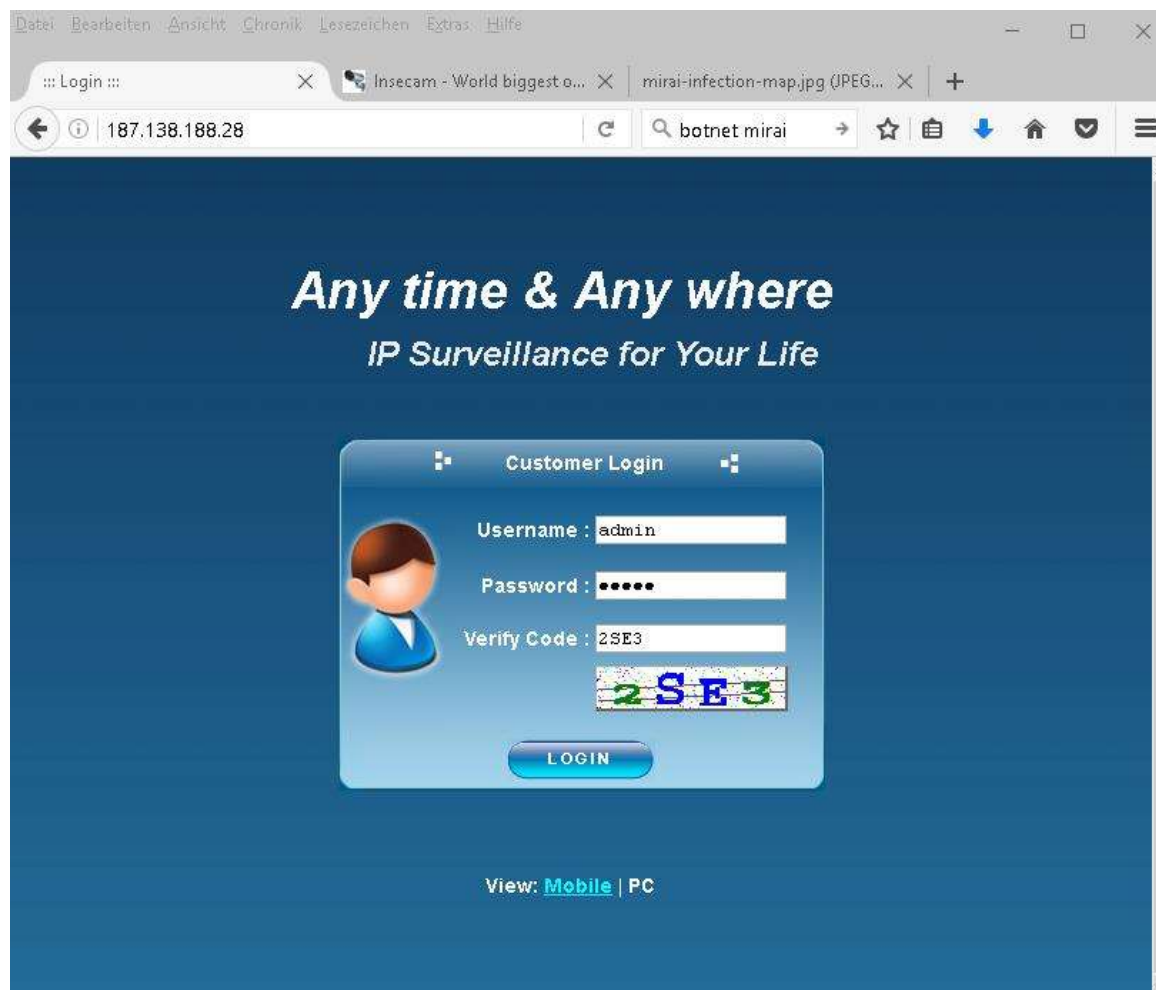 Datei Bearbeiten Ansicht Chronik Lesezeichen Extras Hilfe
::: Login ::: Insecam - World biggest o... mirai-infection-map.jpg (JPEG...
187.138.188.28 botnet mirai
Any time & Any where
IP Surveillance for Your Life
Customer Login
Username : admin
Password : •••••
Verify Code : 2SE3
2SE3
LOGIN
View: Mobile | PC